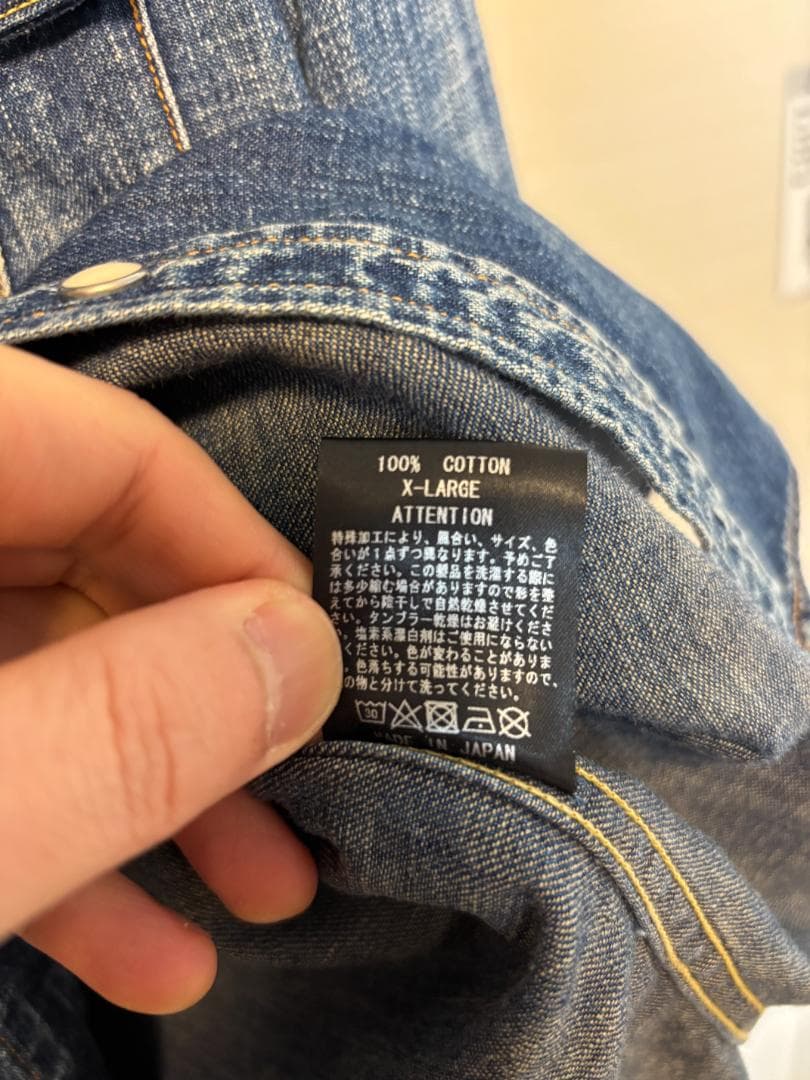 100% COTTON
X-LARGE
ATTENTION
特殊加工により、風合い、サイズ、色
合いが1点ずつ異なります。予めご了
承ください。この製品を洗濯する際に
は多少縮む場合がありますので形を整
えてから陰干しで自然乾燥させてくだ
さい。タンブラー乾燥はお避けくださ
。塩素系漂白剤はご使用にならない
ください。色が変わることがありま
。色落ちする可能性がありますので、
の物と分けて洗ってください。
30
MADE IN JAPAN